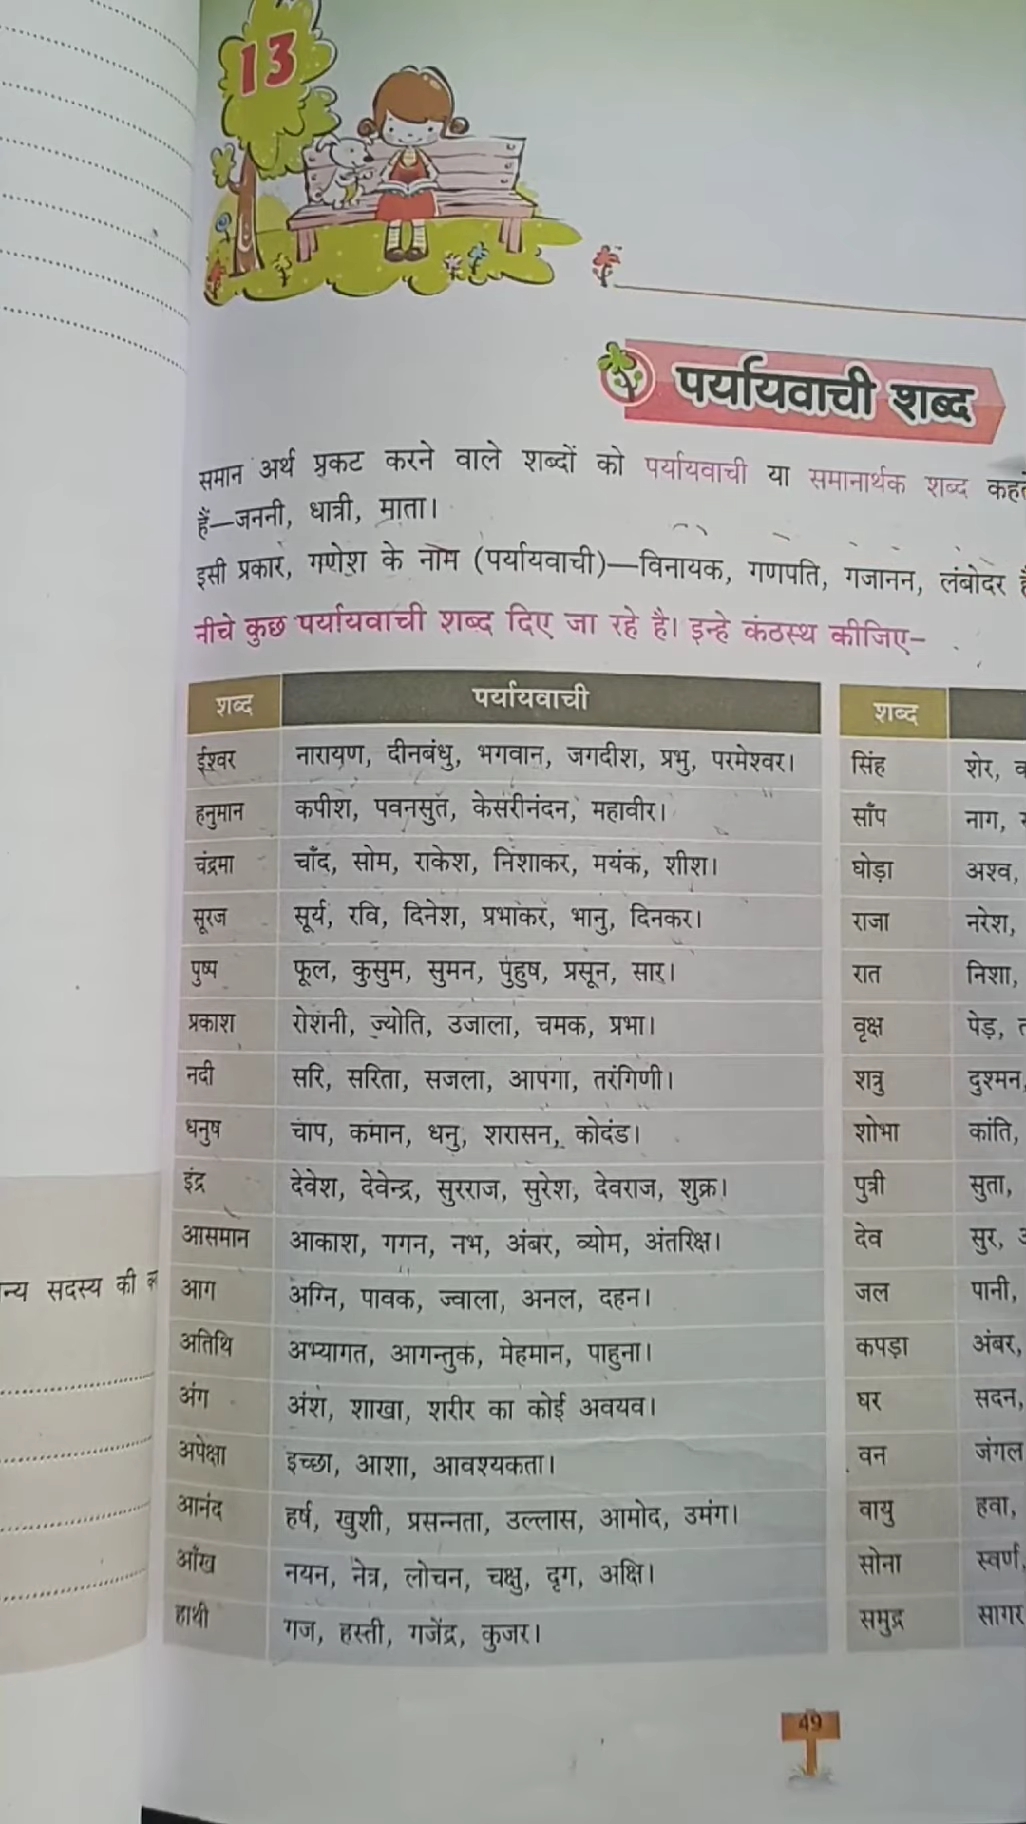 13
पर्यायवाची शब्द
समान अर्थ प्रकट करने वाले शब्दों को पर्यायवाची या समानार्थक शब्द
हैं—जननी, धात्री, माता।
इसी प्रकार, गणेश के नाम (पर्यायवाची)—विनायक, गणपति, गजानन, लंबोदर
नीचे कुछ पर्यायवाची शब्द दिए जा रहे है। इन्हे कंठस्थ कीजिए–
शब्द पर्यायवाची
ईश्वर नारायण, दीनबंधु, भगवान, जगदीश, प्रभु, परमेश्वर।
हनुमान कपीश, पवनसुत, केसरीनंदन, महावीर।
चंद्रमा चाँद, सोम, राकेश, निशाकर, मयंक, शीश।
सूरज सूर्य, रवि, दिनेश, प्रभाकर, भानु, दिनकर।
पुष्प फूल, कुसुम, सुमन, पुहुष, प्रसून, सार।
प्रकाश रोशनी, ज्योति, उजाला, चमक, प्रभा।
नदी सरि, सरिता, सजला, आपगा, तरंगिणी।
धनुष चाप, कमान, धनु, शरासन, कोदंड।
इंद्र देवेश, देवेन्द्र, सुरराज, सुरेश, देवराज, शुक्र।
आसमान आकाश, गगन, नभ, अंबर, व्योम, अंतरिक्ष।
आग अग्नि, पावक, ज्वाला, अनल, दहन।
अतिथि अभ्यागत, आगन्तुक, मेहमान, पाहुना।
अंग अंश, शाखा, शरीर का कोई अवयव।
अपेक्षा इच्छा, आशा, आवश्यकता।
आनंद हर्ष, खुशी, प्रसन्नता, उल्लास, आमोद, उमंग।
आँख नयन, नेत्र, लोचन, चक्षु, दृग, अक्षि।
हाथी गज, हस्ती, गजेंद्र, कुजर।
शब्द
सिंह शेर,
साँप नाग,
घोड़ा अश्व,
राजा नरेश,
रात निशा,
वृक्ष पेड़,
शत्रु दुश्मन,
शोभा कांति,
पुत्री सुता,
देव सुर,
जल पानी,
कपड़ा अंबर,
घर सदन,
वन जंगल
वायु हवा,
सोना स्वर्ण,
समुद्र सागर
सदस्य की
49